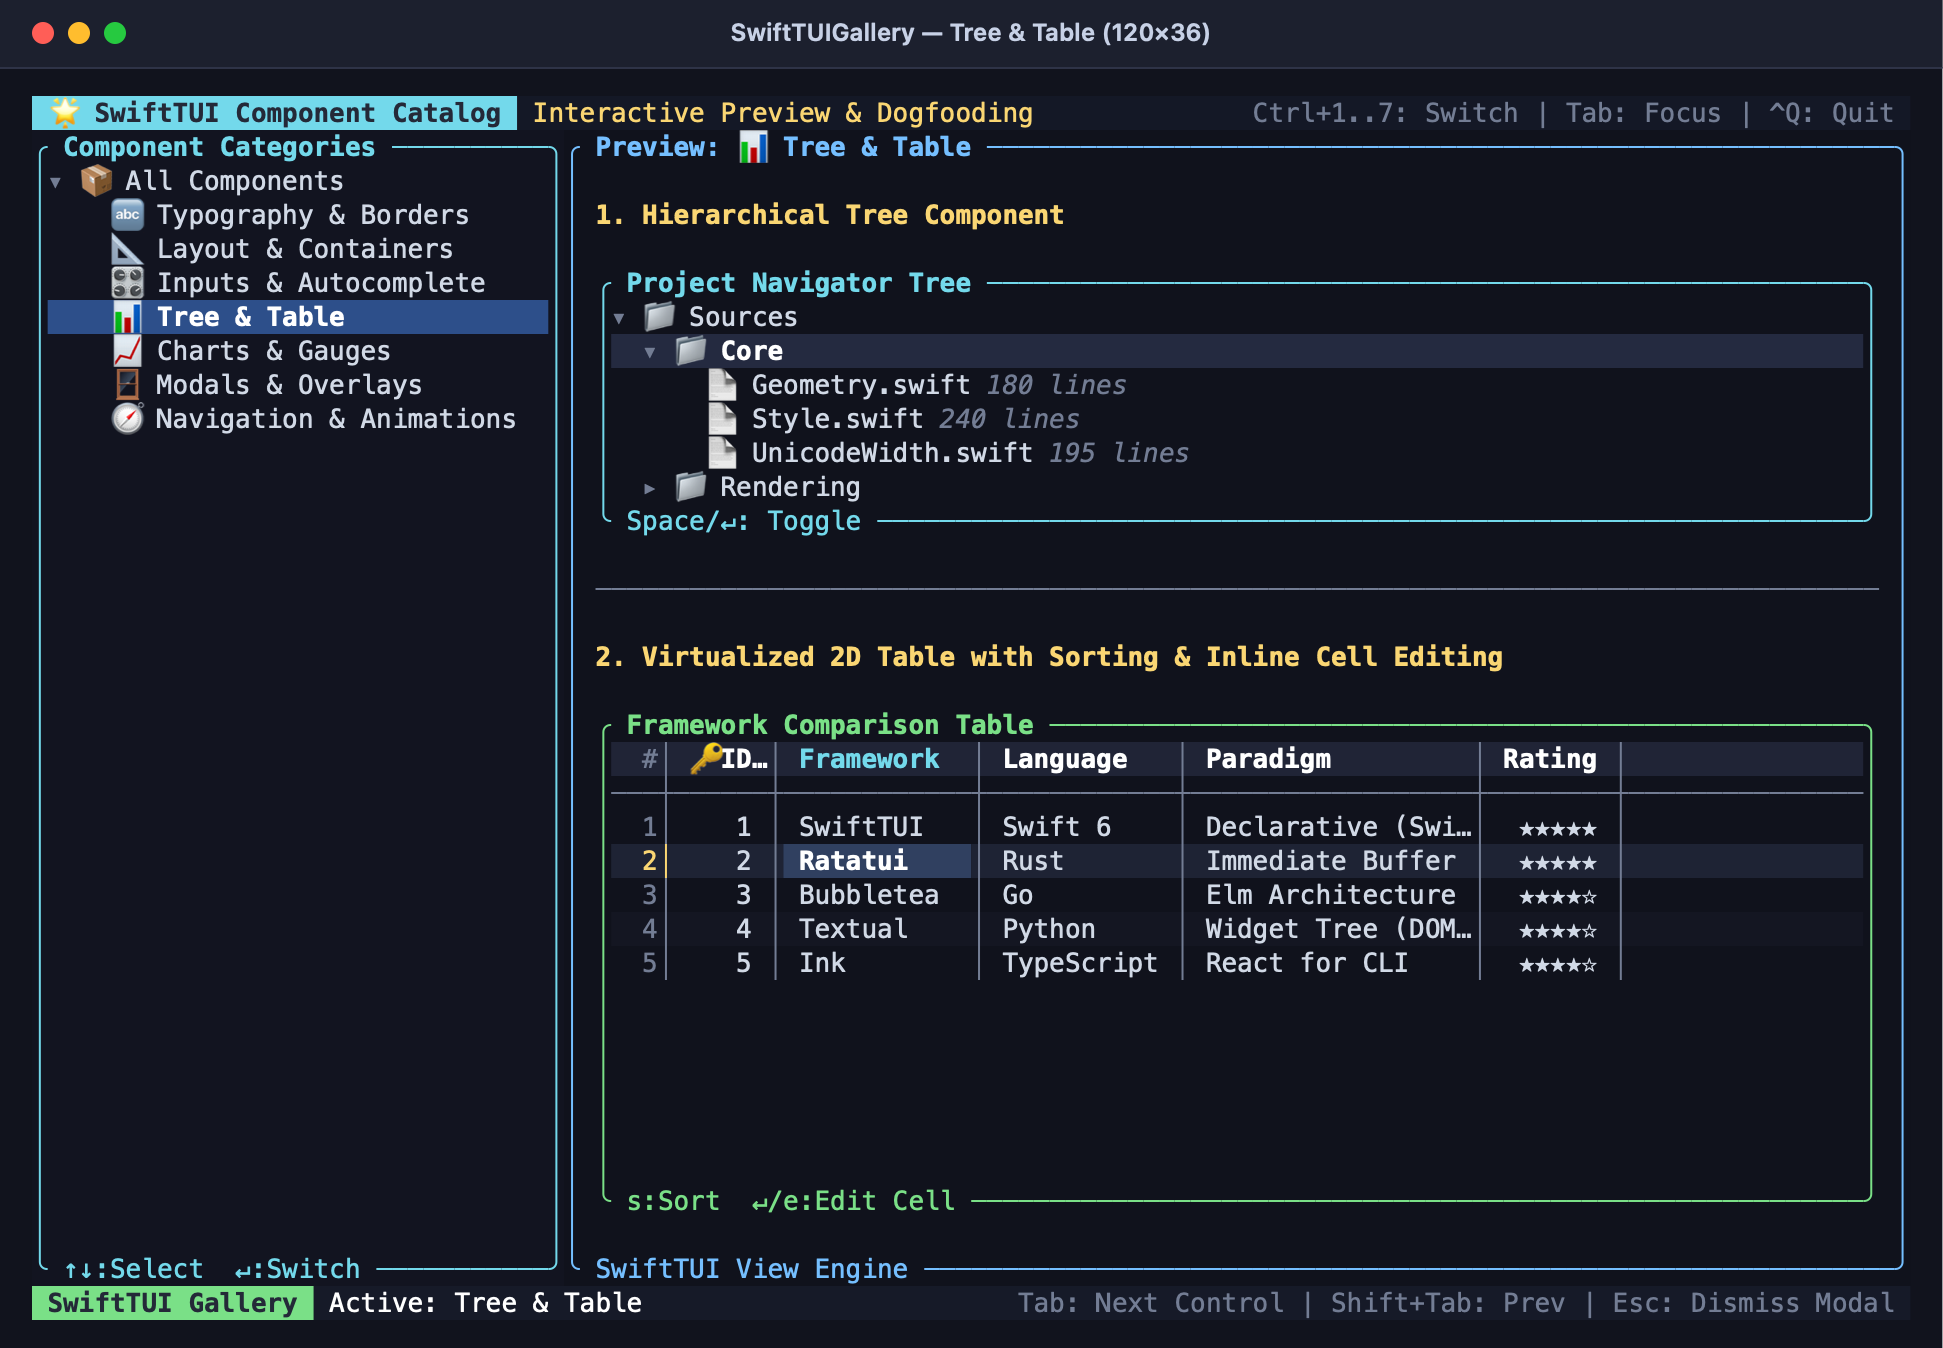 SwiftTUIGallery — Tree & Table (120×36)
🌟 SwiftTUI Component Catalog Interactive Preview & Dogfooding Ctrl+1..7: Switch | Tab: Focus | ^Q: Quit
Component Categories
▾ 📦 All Components
🔤 Typography & Borders
📐 Layout & Containers
🎛️ Inputs & Autocomplete
📊 Tree & Table
📈 Charts & Gauges
🪟 Modals & Overlays
🧭 Navigation & Animations
↑↓:Select ↵:Switch
Preview: 📊 Tree & Table
1. Hierarchical Tree Component
Project Navigator Tree
▾ 📁 Sources
▾ 📁 Core
📄 Geometry.swift 180 lines
📄 Style.swift 240 lines
📄 UnicodeWidth.swift 195 lines
▸ 📁 Rendering
Space/↵: Toggle
2. Virtualized 2D Table with Sorting & Inline Cell Editing
Framework Comparison Table
# 🔑ID… Framework Language Paradigm Rating
1 1 SwiftTUI Swift 6 Declarative (Swi… ★★★★★
2 2 Ratatui Rust Immediate Buffer ★★★★★
3 3 Bubbletea Go Elm Architecture ★★★★☆
4 4 Textual Python Widget Tree (DOM… ★★★★☆
5 5 Ink TypeScript React for CLI ★★★★☆
s:Sort ↵/e:Edit Cell
SwiftTUI View Engine
SwiftTUI Gallery Active: Tree & Table Tab: Next Control | Shift+Tab: Prev | Esc: Dismiss Modal